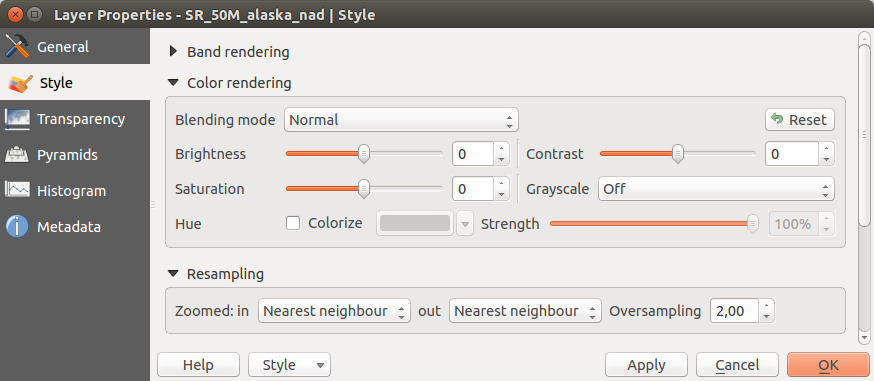 Layer Properties - SR_50M_alaska_nad | Style
General
Style
Transparency
Pyramids
Histogram
Metadata
Band rendering
Color rendering
Blending mode Normal Reset
Brightness 0 Contrast 0
Saturation 0 Grayscale Off
Hue Colorize Strength 100%
Resampling
Zoomed: in Nearest neighbour out Nearest neighbour Oversampling 2,00
Help Style Apply Cancel OK